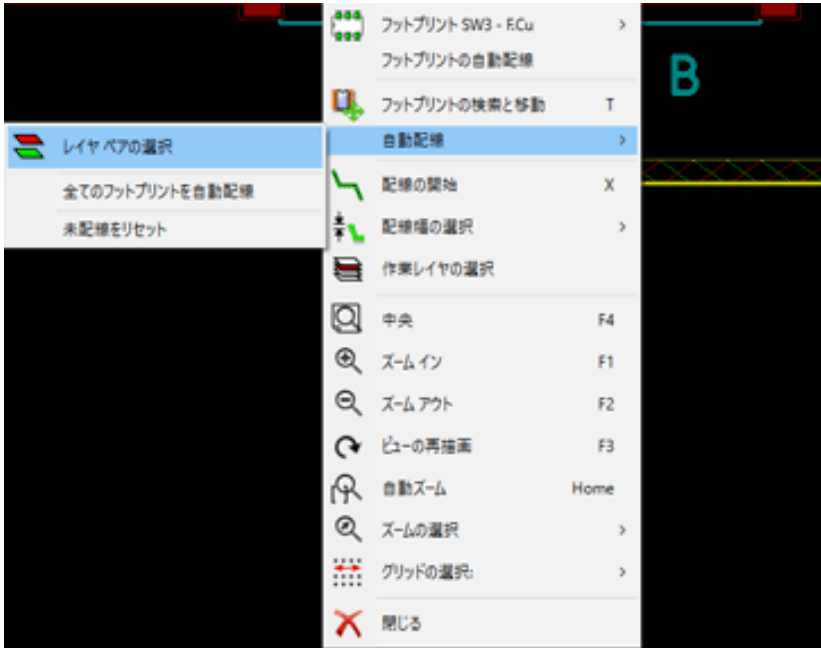 フットプリント SW3 - F.Cu
フットプリントの自動配線
B
フットプリントの検索と移動 T
自動配線
レイヤ ペアの選択
全てのフットプリントを自動配線
未配線をリセット
配線の開始 X
配線幅の選択
作業レイヤの選択
中央 F4
ズーム イン F1
ズーム アウト F2
ビューの再描画 F3
自動ズーム Home
ズームの選択
グリッドの選択:
閉じる